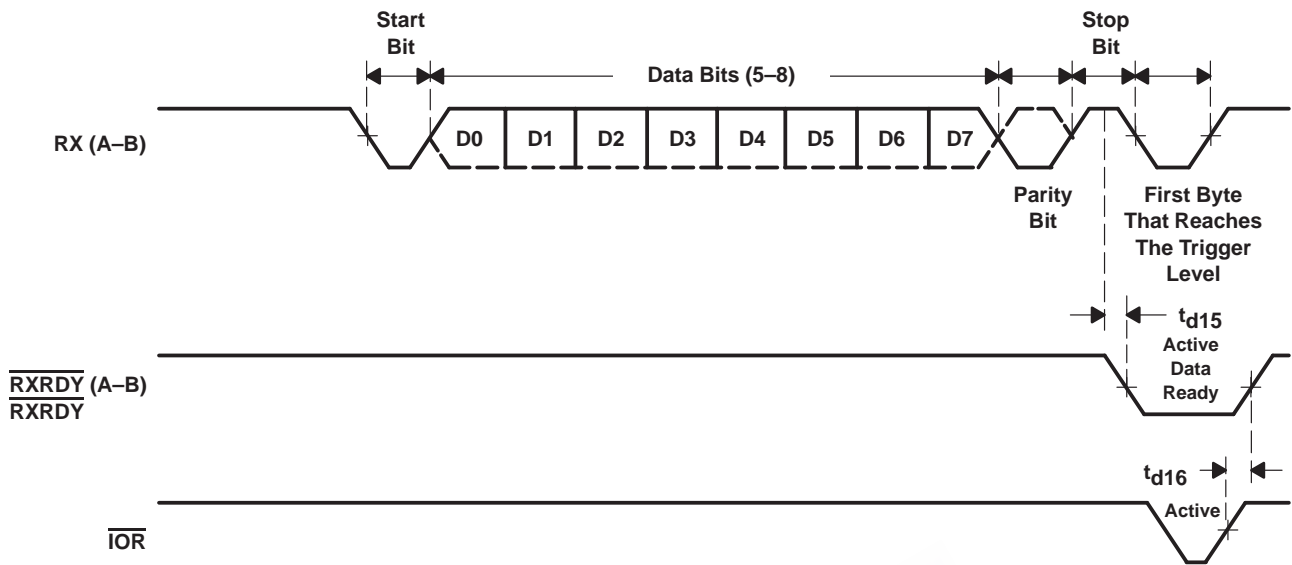 Start
Bit
Data Bits (5–8)
Stop
Bit
RX (A–B)
D0 D1 D2 D3 D4 D5 D6 D7
Parity
Bit
First Byte
That Reaches
The Trigger
Level
td15
Active
Data
Ready
RXRDY (A–B)
RXRDY
td16
Active
IOR